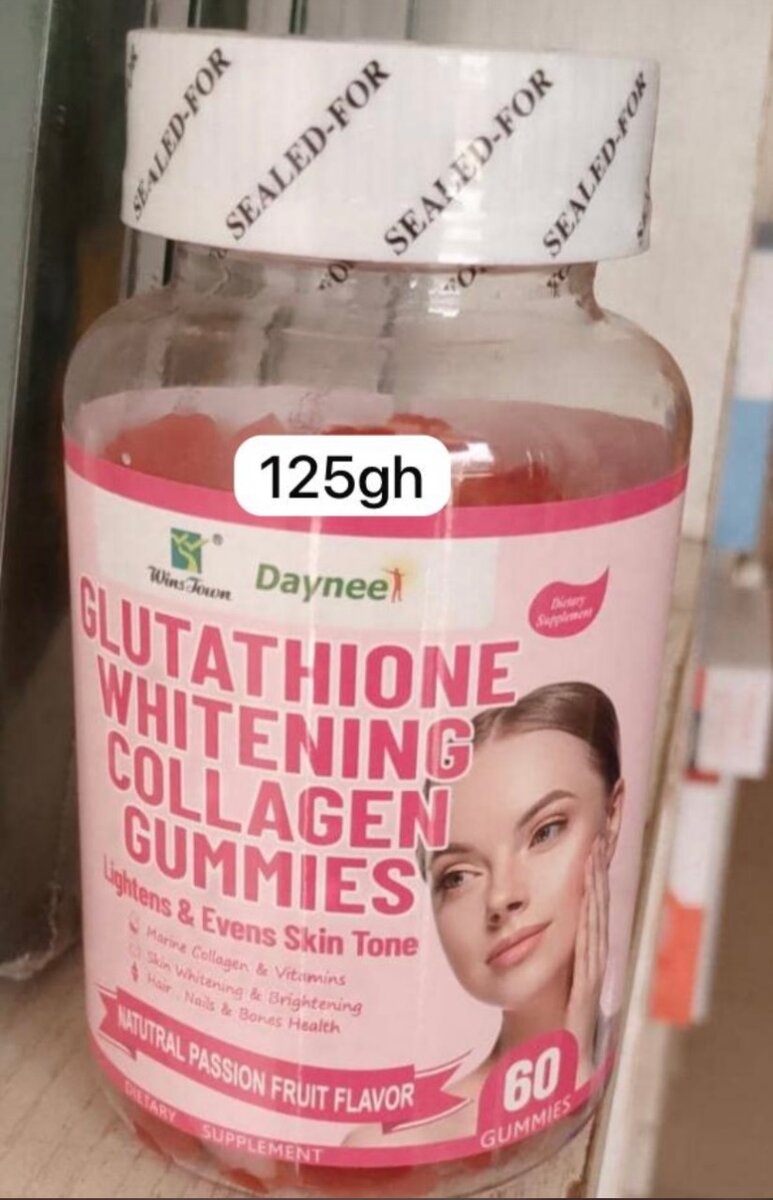 SEALED-FOR SEALED-FOR SEALED-FOR SEALED-FOR
125gh
WinsTown ® Daynee
Dietary
Supplement
GLUTATHIONE
WHITENING
COLLAGEN
GUMMIES
Lightens & Evens Skin Tone
Marine Collagen & Vitamins
Skin Whitening & Brightening
Hair , Nails & Bones Health
NATUTRAL PASSION FRUIT FLAVOR
60
GUMMIES
DIETARY SUPPLEMENT